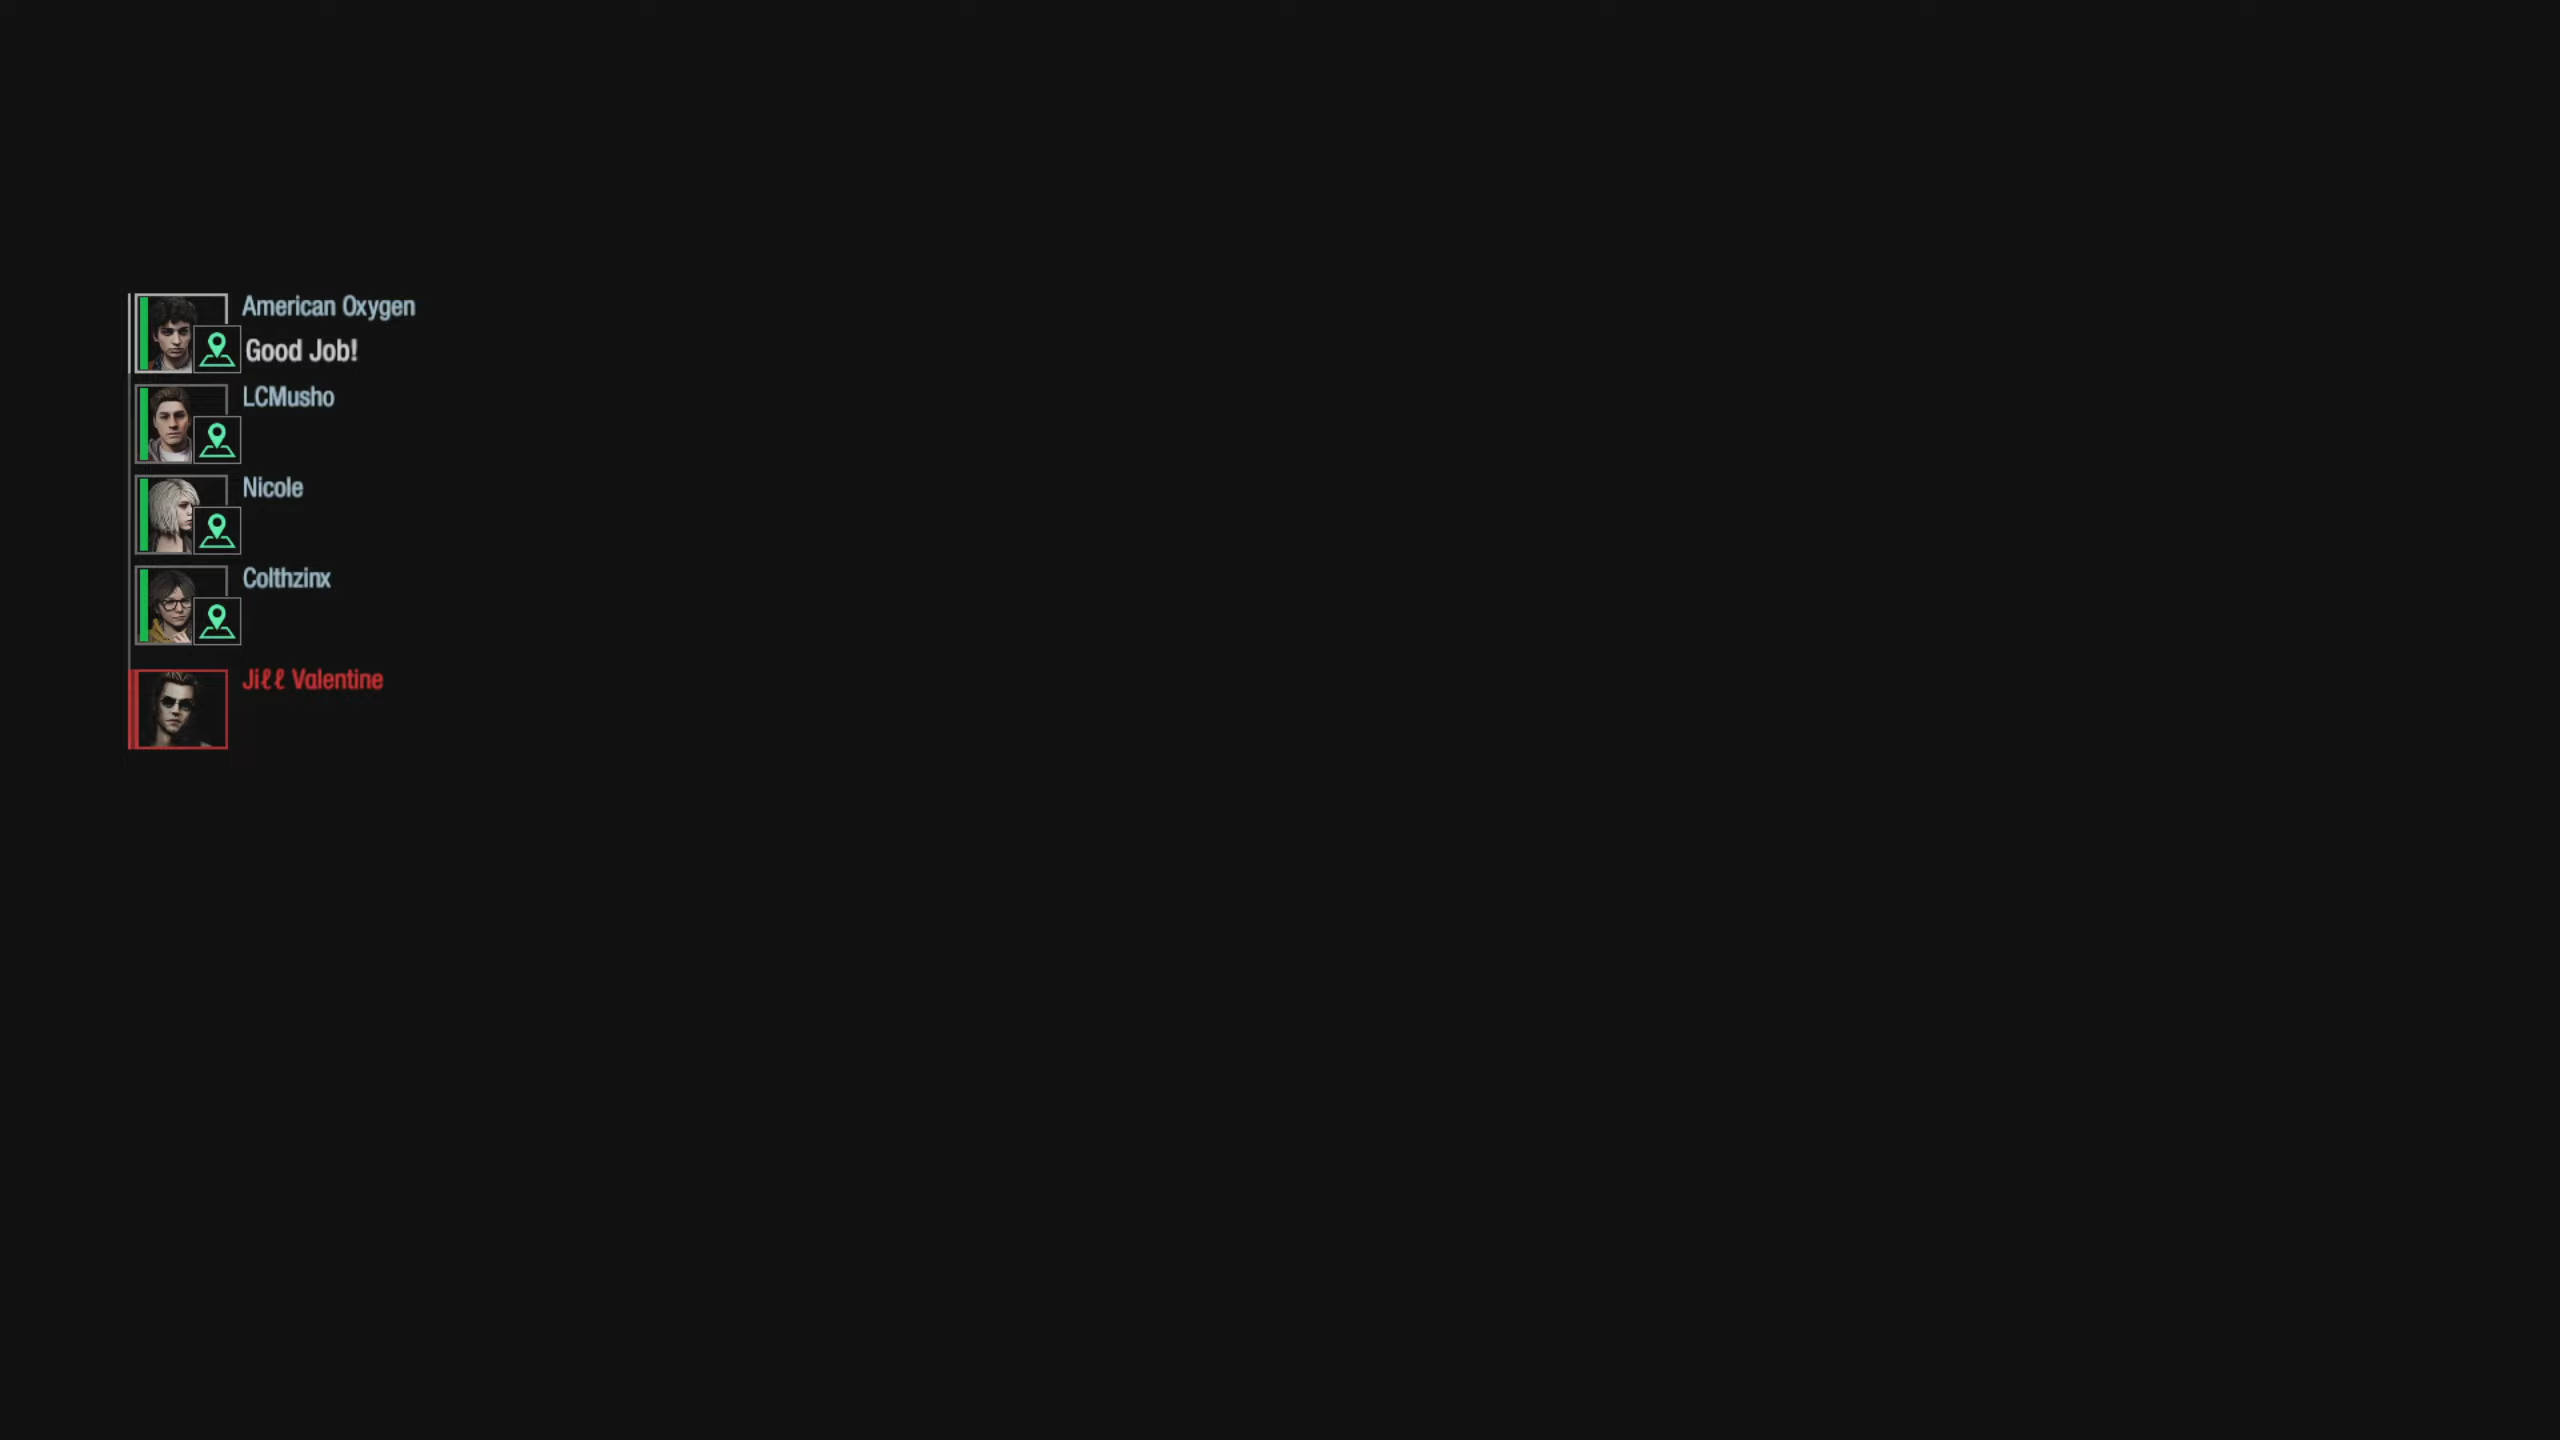 American Oxygen
Good Job!
LCMusho
Nicole
Colthzinx
Jiℓℓ Valentine